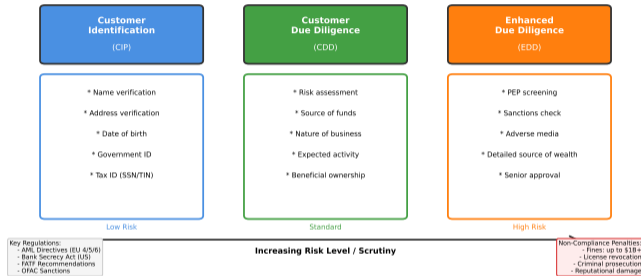 Customer
Identification
(CIP)
Customer
Due Diligence
(CDD)
Enhanced
Due Diligence
(EDD)
* Name verification
* Address verification
* Date of birth
* Government ID
* Tax ID (SSN/TIN)
* Risk assessment
* Source of funds
* Nature of business
* Expected activity
* Beneficial ownership
* PEP screening
* Sanctions check
* Adverse media
* Detailed source of wealth
* Senior approval
Low Risk
Standard
High Risk
Key Regulations:
- AML Directives (EU 4/5/6)
- Bank Secrecy Act (US)
- FATF Recommendations
- OFAC Sanctions
Increasing Risk Level / Scrutiny
Non-Compliance Penalties:
- Fines: up to $1B+
- License revocation
- Criminal prosecution
- Reputational damage